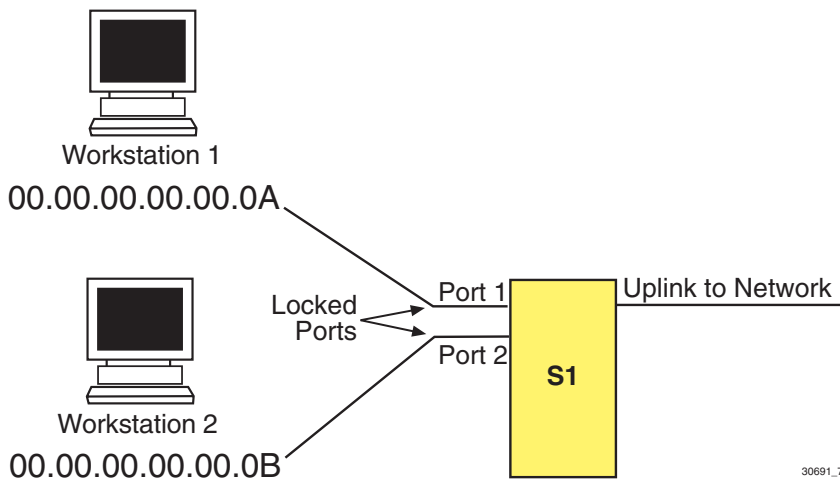 Workstation 1
00.00.00.00.00.0A
Port 1
Uplink to Network
Locked
Ports
Port 2
S1
Workstation 2
00.00.00.00.00.0B
30691_7